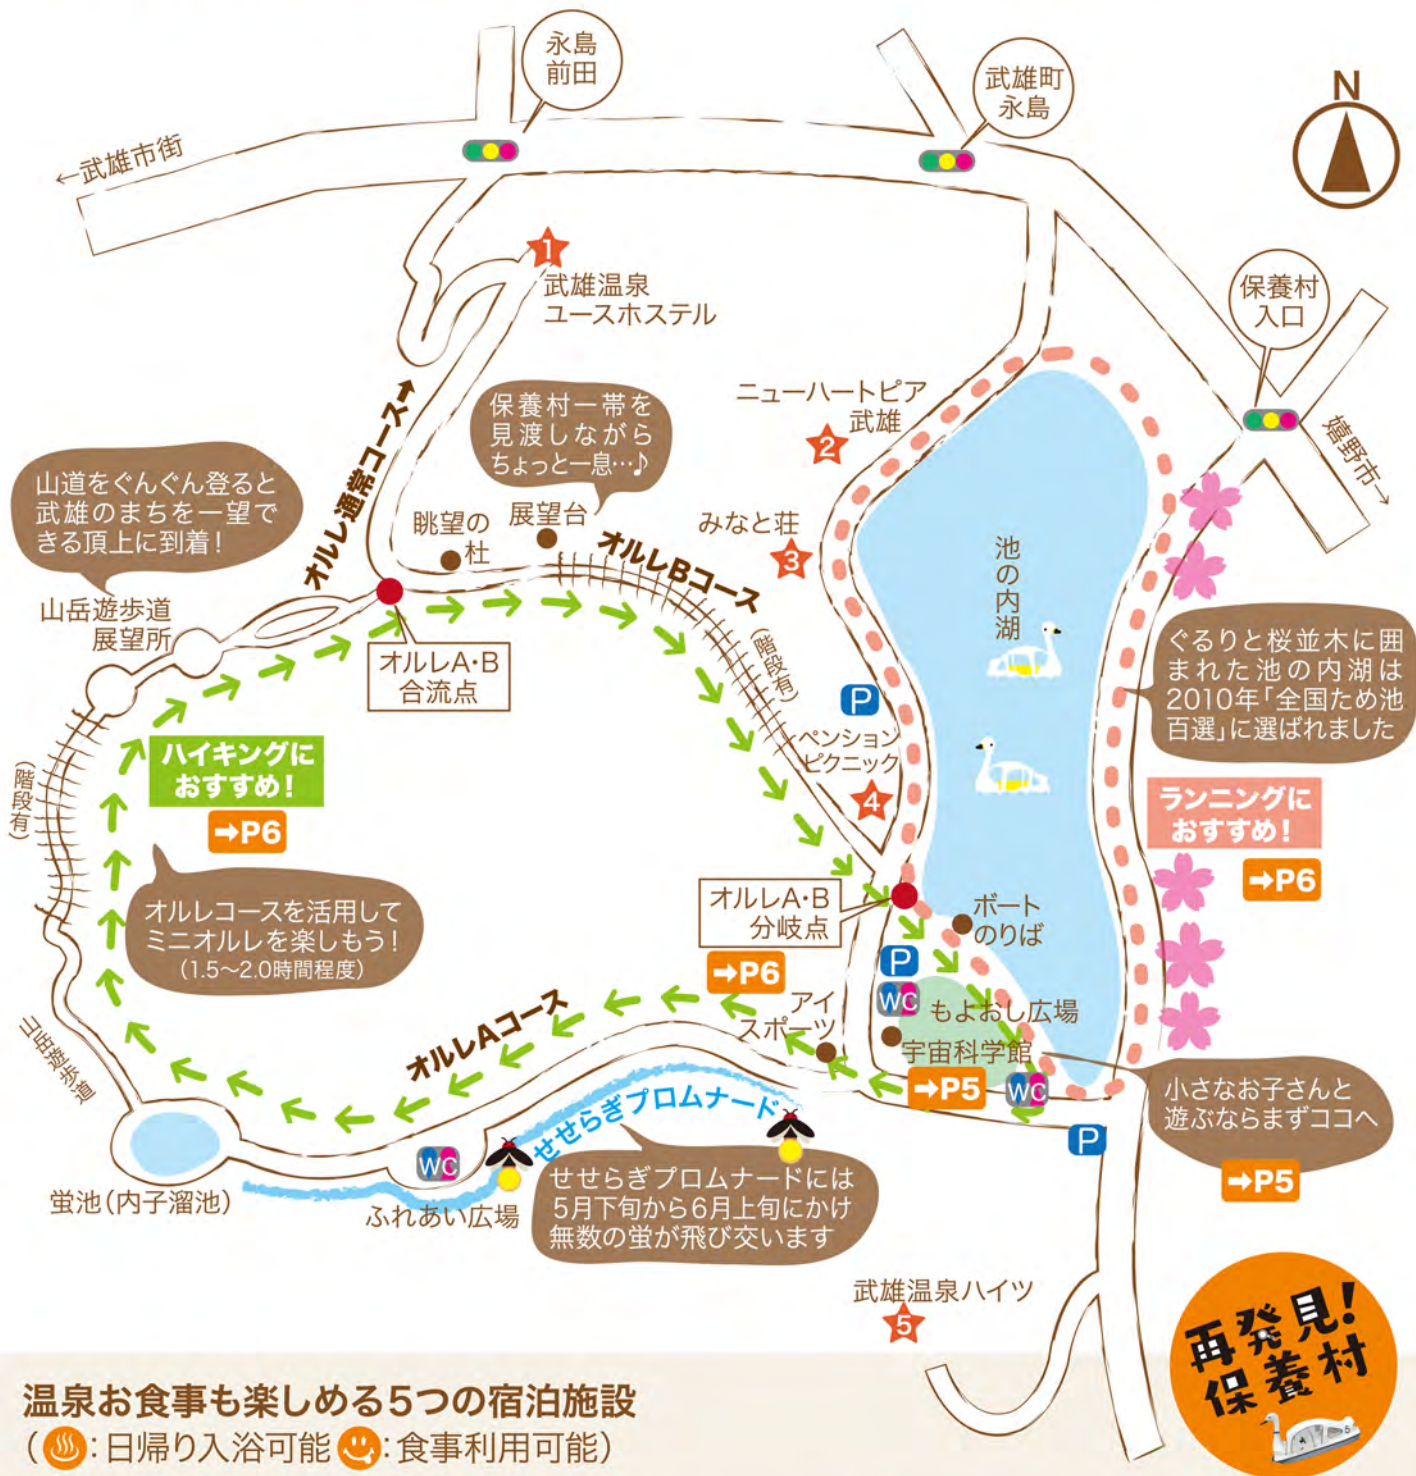 永島
前田
武雄町
永島
N
←武雄市街
1
武雄温泉
ユースホステル
保養村
入口
嬉野市→
ニューハートピア
武雄
2
保養村一帯を
見渡しながら
ちょっと一息…♪
オルレ通常コース→
山道をぐんぐん登ると
武雄のまちを一望で
きる頂上に到着!
眺望の
杜
展望台
オルレBコース
(階段有)
みなと荘
3
池の内湖
山岳遊歩道
展望所
オルレA・B
合流点
ぐるりと桜並木に囲
まれた池の内湖は
2010年「全国ため池
百選」に選ばれました
P
ペンション
ピクニック
4
(階段有)
ハイキングに
おすすめ!
➡P6
ランニングに
おすすめ!
➡P6
オルレコースを活用して
ミニオルレを楽しもう!
(1.5〜2.0時間程度)
オルレA・B
分岐点
➡P6
ボート
のりば
P
WC
もよおし広場
アイ
スポーツ
宇宙科学館
➡P5
WC
オルレAコース
山岳遊歩道
せせらぎプロムナード
小さなお子さんと
遊ぶならまずココへ
➡P5
P
WC
蛍池(内子溜池)
ふれあい広場
せせらぎプロムナードには
5月下旬から6月上旬にかけ
無数の蛍が飛び交います
武雄温泉ハイツ
5
再発見!
保養村
5
温泉お食事も楽しめる5つの宿泊施設
(♨:日帰り入浴可能 :食事利用可能)